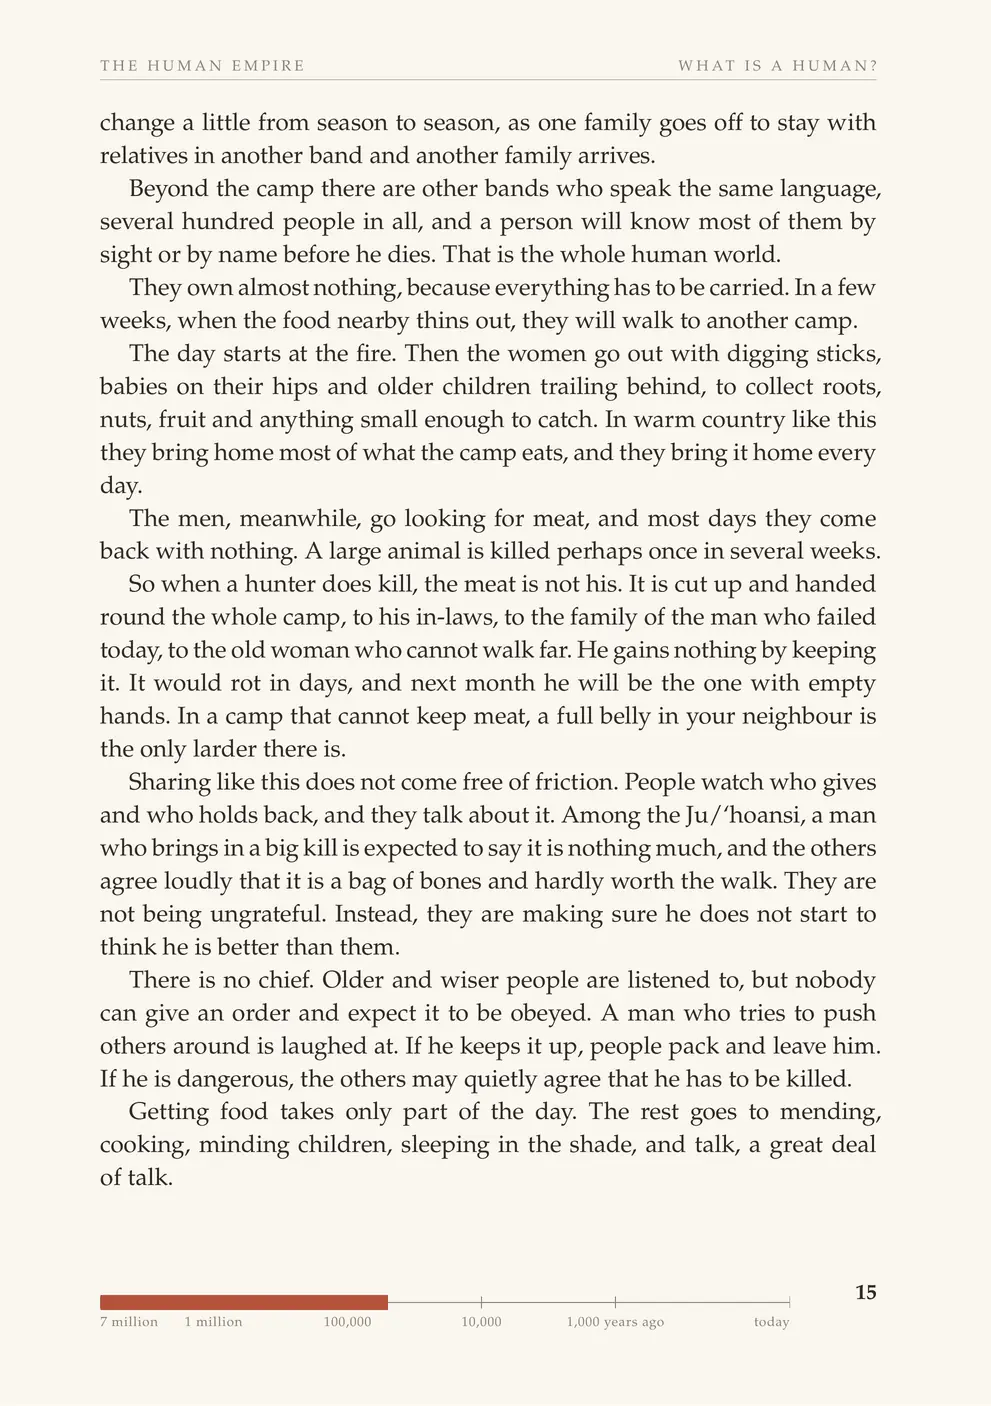 THE HUMAN EMPIRE
WHAT IS A HUMAN?
change a little from season to season, as one family goes off to stay with
relatives in another band and another family arrives.
Beyond the camp there are other bands who speak the same language,
several hundred people in all, and a person will know most of them by
sight or by name before he dies. That is the whole human world.
They own almost nothing, because everything has to be carried. In a few
weeks, when the food nearby thins out, they will walk to another camp.
The day starts at the fire. Then the women go out with digging sticks,
babies on their hips and older children trailing behind, to collect roots,
nuts, fruit and anything small enough to catch. In warm country like this
they bring home most of what the camp eats, and they bring it home every
day.
The men, meanwhile, go looking for meat, and most days they come
back with nothing. A large animal is killed perhaps once in several weeks.
So when a hunter does kill, the meat is not his. It is cut up and handed
round the whole camp, to his in-laws, to the family of the man who failed
today, to the old woman who cannot walk far. He gains nothing by keeping
it. It would rot in days, and next month he will be the one with empty
hands. In a camp that cannot keep meat, a full belly in your neighbour is
the only larder there is.
Sharing like this does not come free of friction. People watch who gives
and who holds back, and they talk about it. Among the Ju/‘hoansi, a man
who brings in a big kill is expected to say it is nothing much, and the others
agree loudly that it is a bag of bones and hardly worth the walk. They are
not being ungrateful. Instead, they are making sure he does not start to
think he is better than them.
There is no chief. Older and wiser people are listened to, but nobody
can give an order and expect it to be obeyed. A man who tries to push
others around is laughed at. If he keeps it up, people pack and leave him.
If he is dangerous, the others may quietly agree that he has to be killed.
Getting food takes only part of the day. The rest goes to mending,
cooking, minding children, sleeping in the shade, and talk, a great deal
of talk.
15
7 million 1 million 100,000 10,000 1,000 years ago today